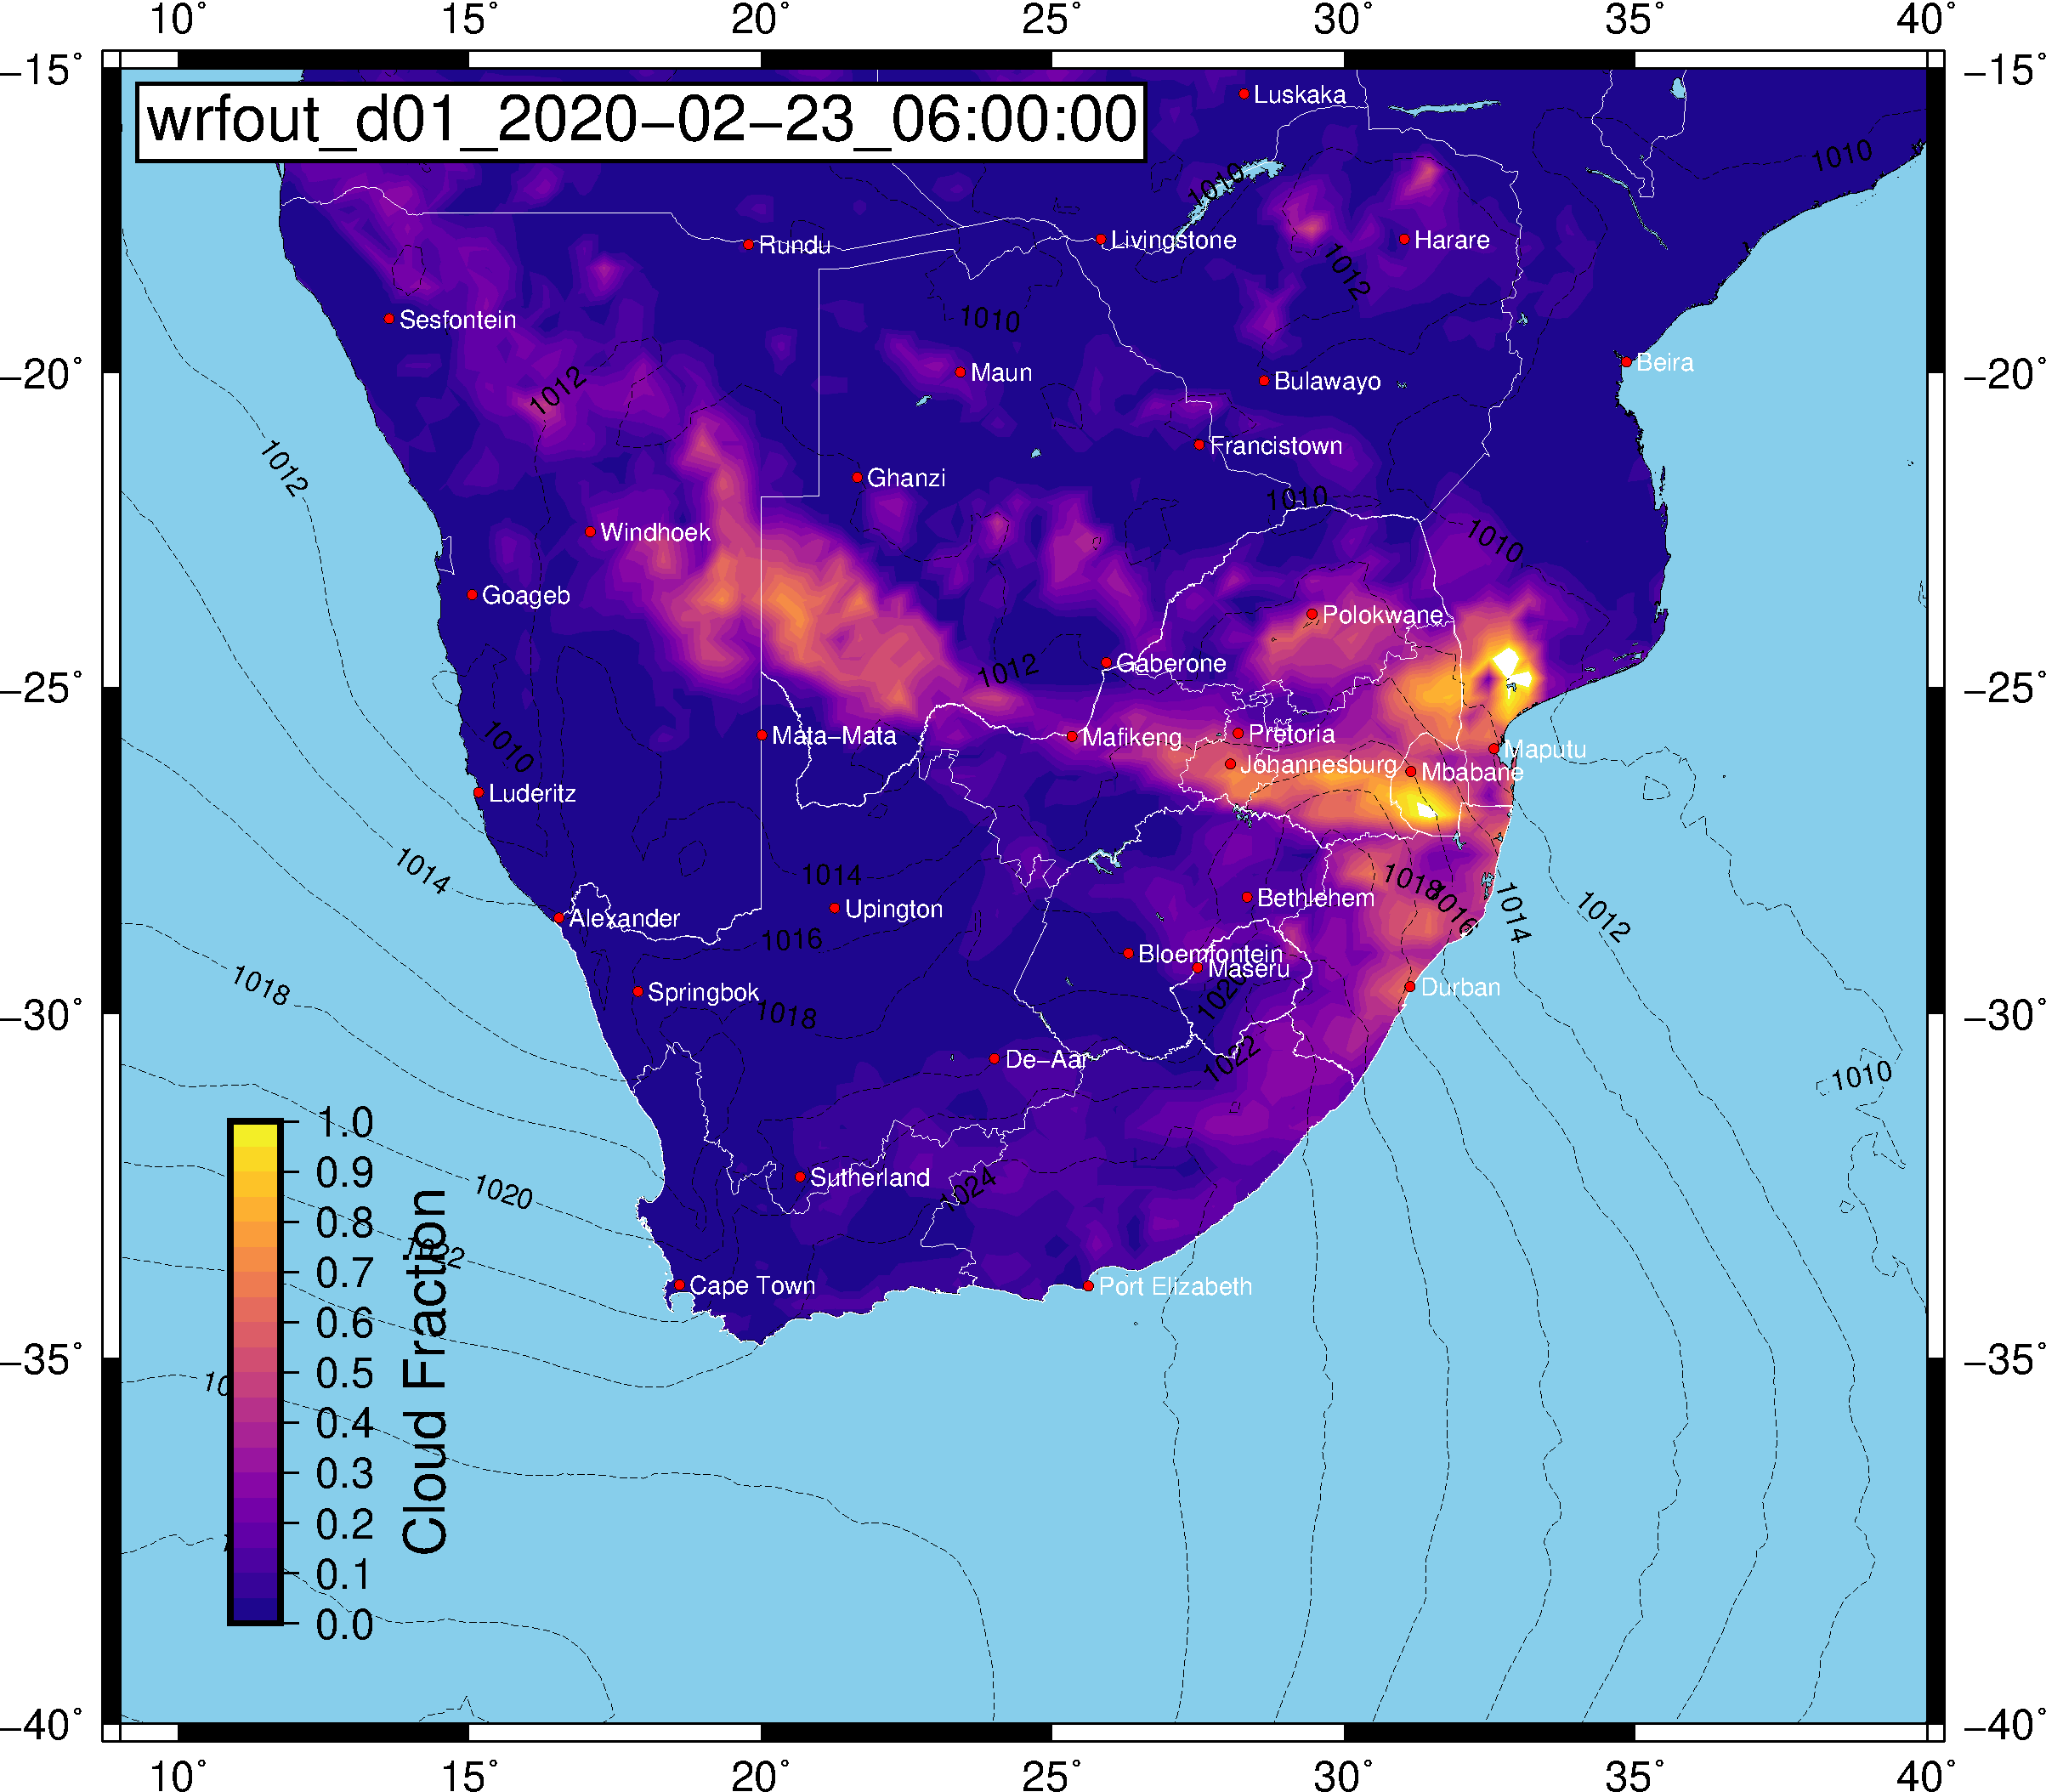 10° 15° 20° 25° 30° 35° 40°
−15° −15°
wrfout_d01_2020−02−23_06:00:00
Luskaka
1010
1010
Rundu
Livingstone
Harare
1012
Sesfontein
1010
Beira
−20° −20°
Maun
Bulawayo
1012
Francistown
1012
Ghanzi
1010
Windhoek
1010
Goageb
Polokwane
Gaberone
1012
−25° −25°
Mata−Mata
Mafikeng
Pretoria
Maputu
1010
Johannesburg
Mbabane
Luderitz
1014
1014
1018
1016
1014
1012
Bethlehem
Upington
Alexander
1016
Bloemfontein
Maseru
1018
Springbok
1020
Durban
1018
−30° −30°
De−Aar
1022
1010
1.0
0.9
0.8
0.7
0.6
0.5
0.4
0.3
0.2
0.1
0.0
Cloud Fraction
Sutherland
1020
1024
1022
Cape Town
Port Elizabeth
−35° −35°
−40° −40°
10° 15° 20° 25° 30° 35° 40°